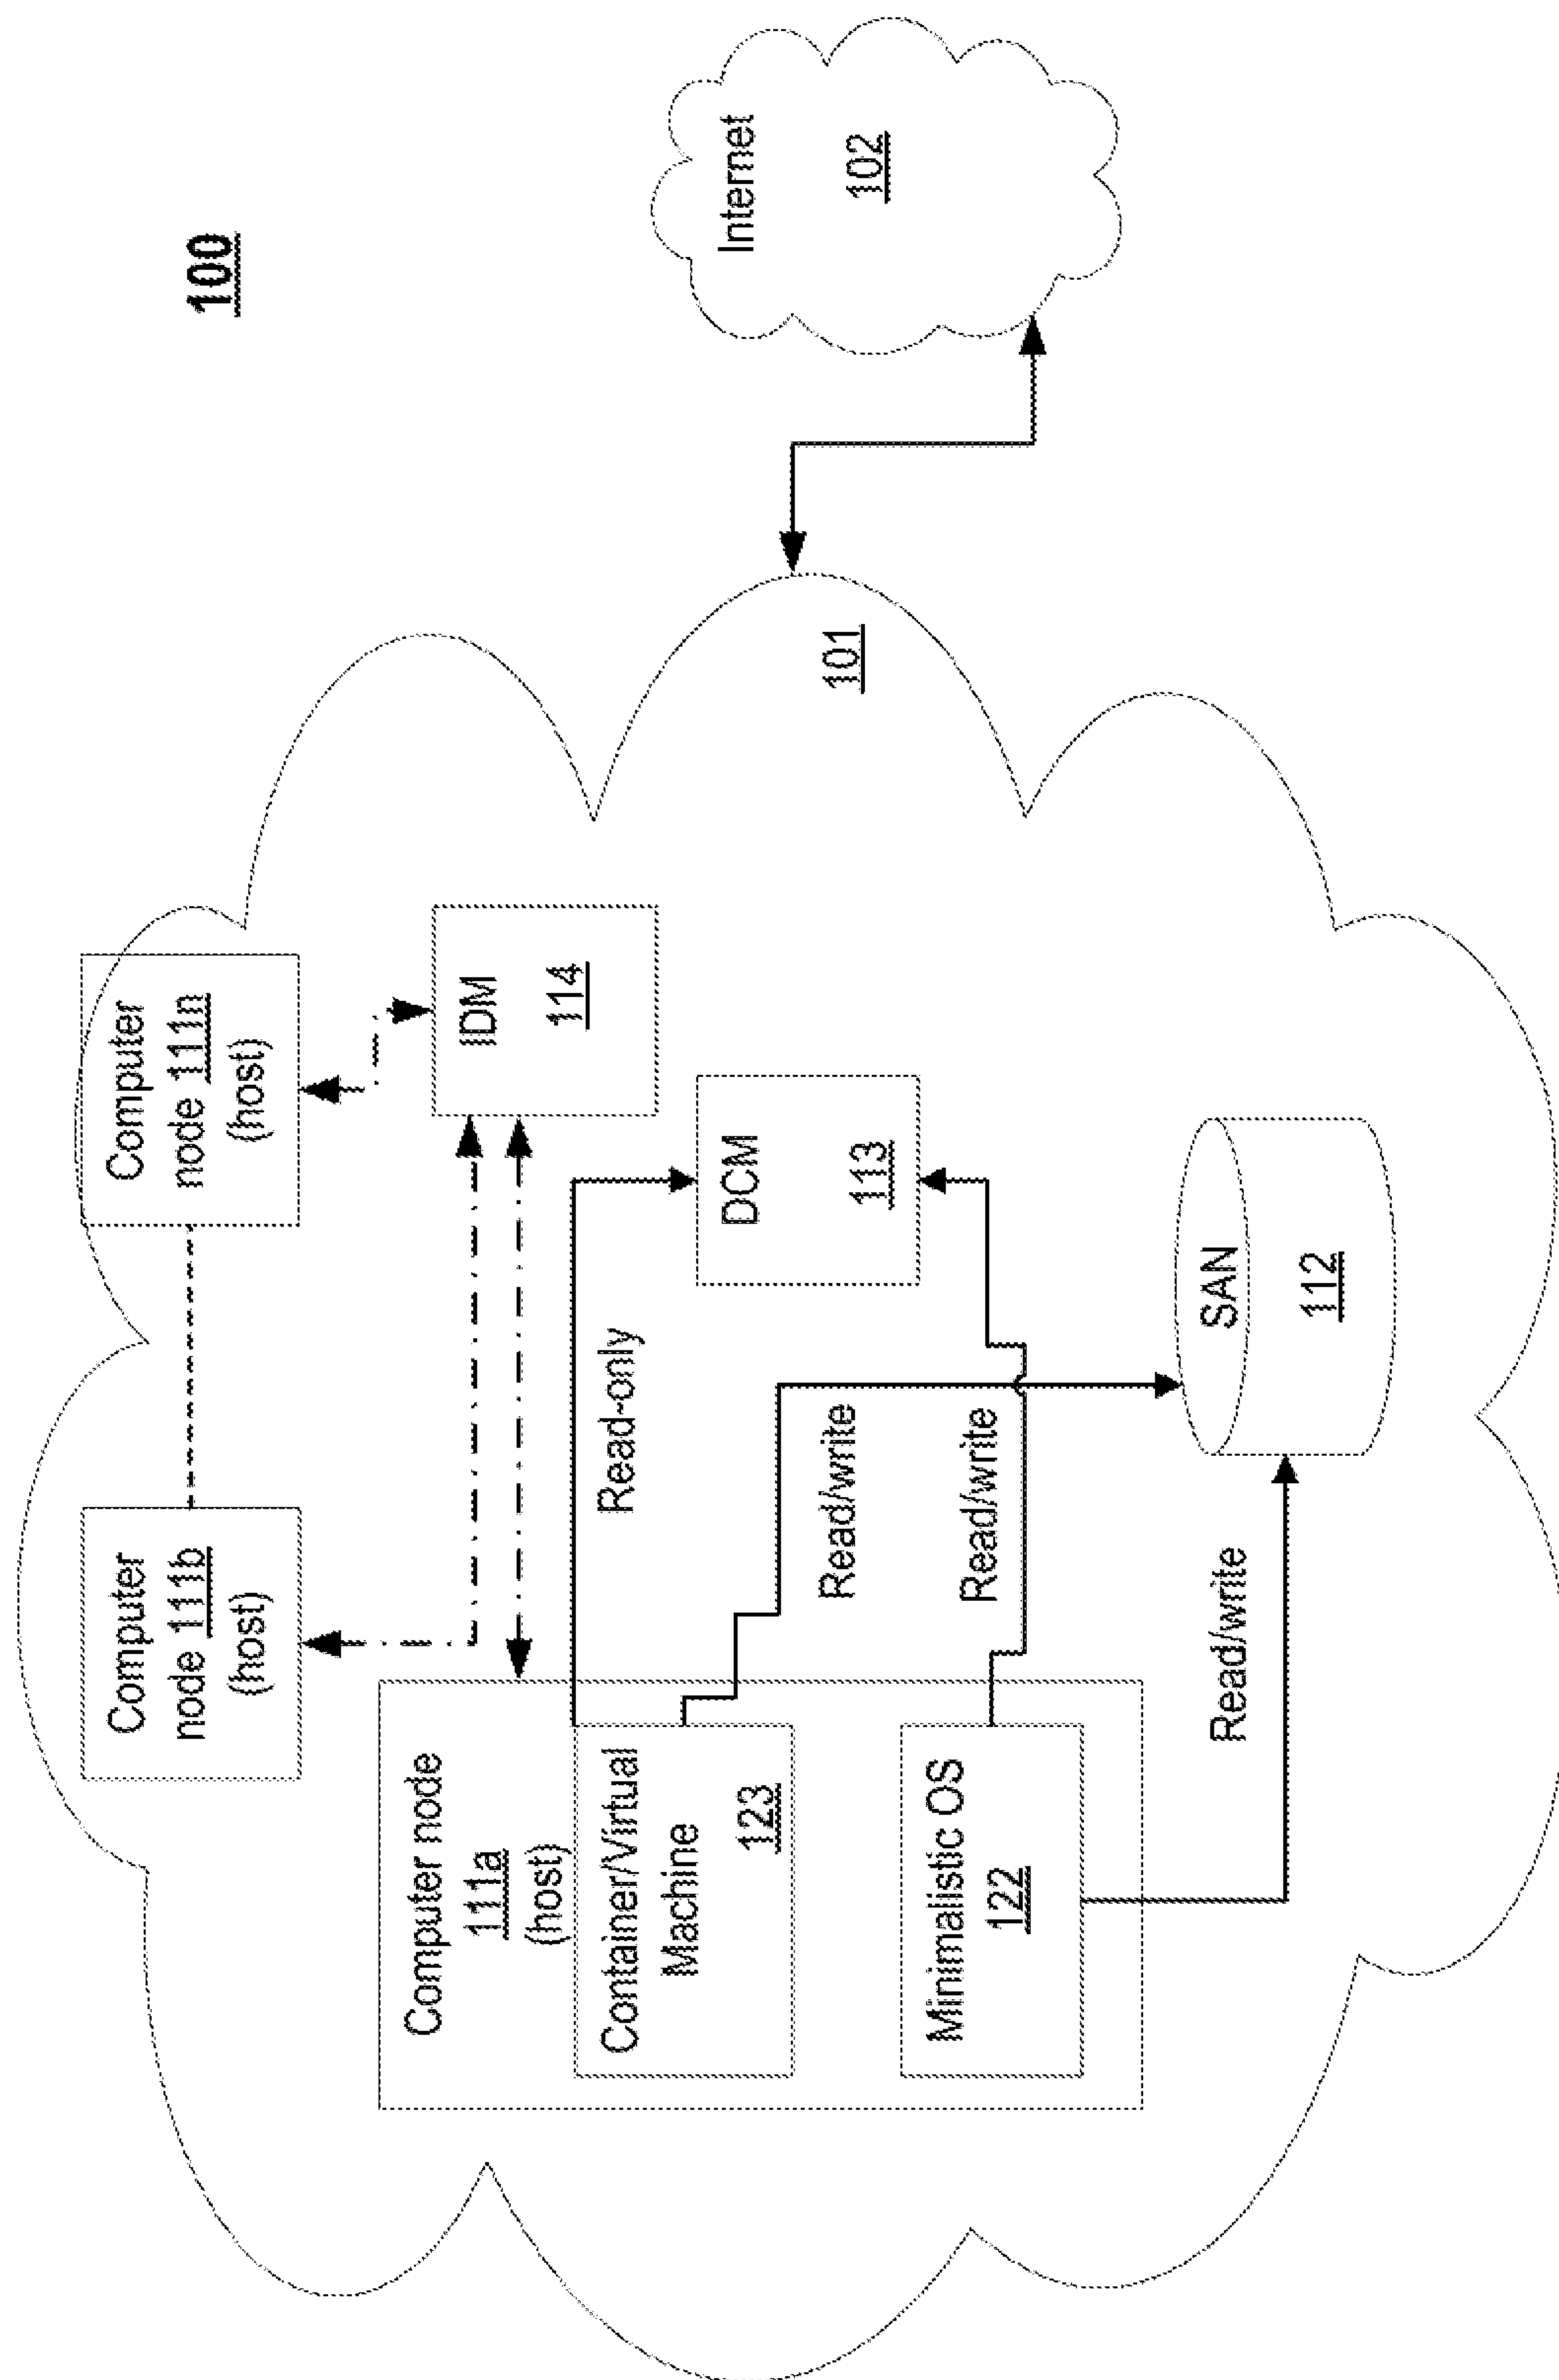 100
Computer
node 111b
(host)
Computer
node 111n
(host)
Computer node
111a
(host)
Container/Virtual
Machine
123
Minimalistic OS
122
IDM
114
Read-only
DCM
113
Read/write
Read/write
Read/write
SAN
112
101
Internet
102